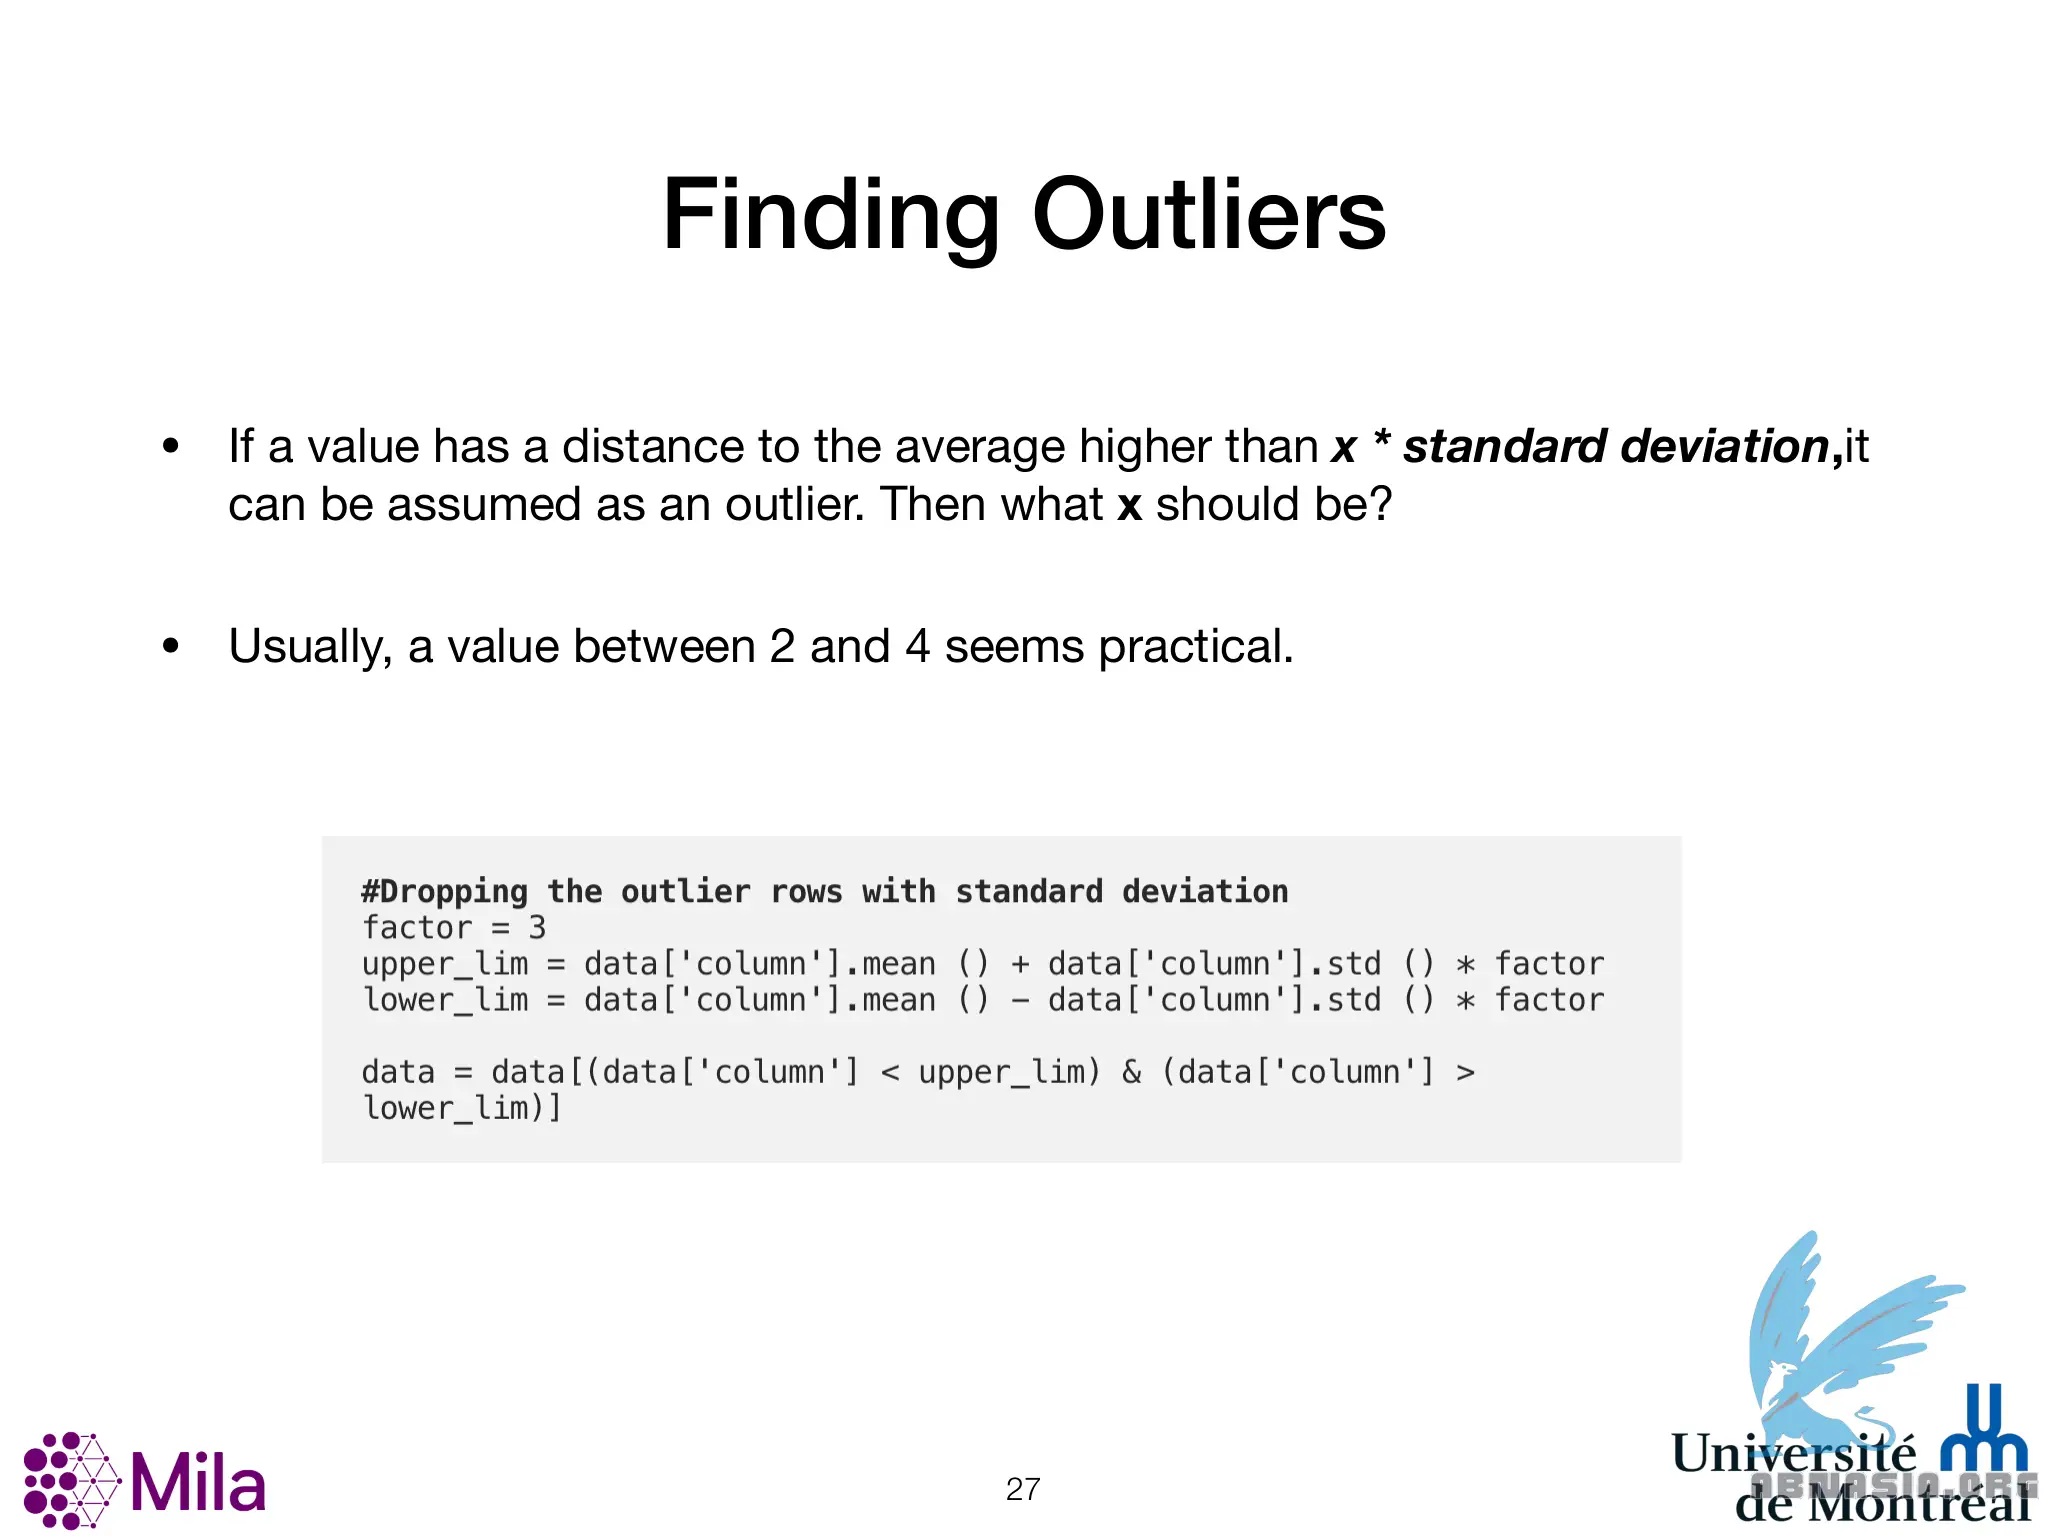 Finding Outliers
• If a value has a distance to the average higher than x * standard deviation,it
can be assumed as an outlier. Then what x should be?
• Usually, a value between 2 and 4 seems practical.
#Dropping the outlier rows with standard deviation
factor = 3
upper_lim = data['column'].mean () + data['column'].std () * factor
lower_lim = data['column'].mean () - data['column'].std () * factor
data = data[(data['column'] < upper_lim) & (data['column'] >
lower_lim)]
Mila
27
Université
ABNASIA.ORG
de Montréal